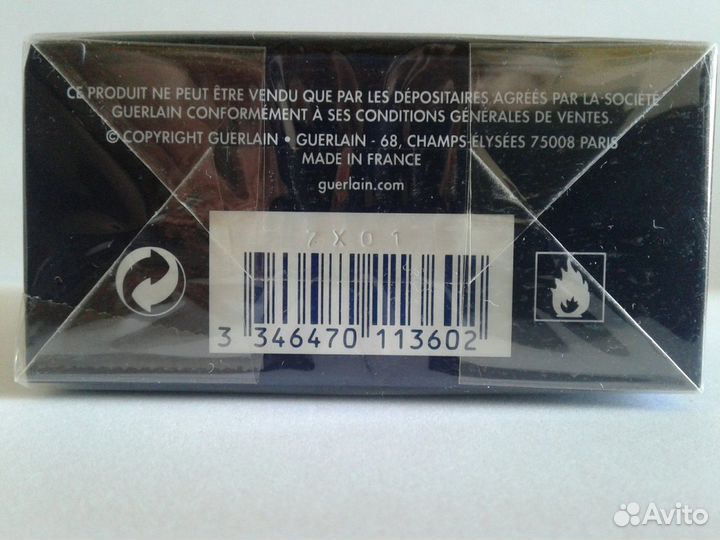 CE PRODUIT NE PEUT ÊTRE VENDU QUE PAR LES DÉPOSITAIRES AGRÉÉS PAR LA SOCIÉTÉ
GUERLAIN CONFORMÉMENT À SES CONDITIONS GÉNÉRALES DE VENTES.
© COPYRIGHT GUERLAIN • GUERLAIN - 68, CHAMPS-ÉLYSÉES 75008 PARIS
MADE IN FRANCE
guerlain.com
7X01
3 346470 113602
Avito